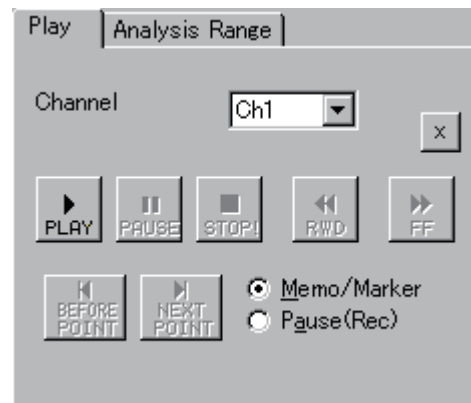 Play Analysis Range
Channel Ch1
x
PLAY PAUSE STOP! RWD FF
BEFORE POINT NEXT POINT
Memo/Marker
Pause(Rec)